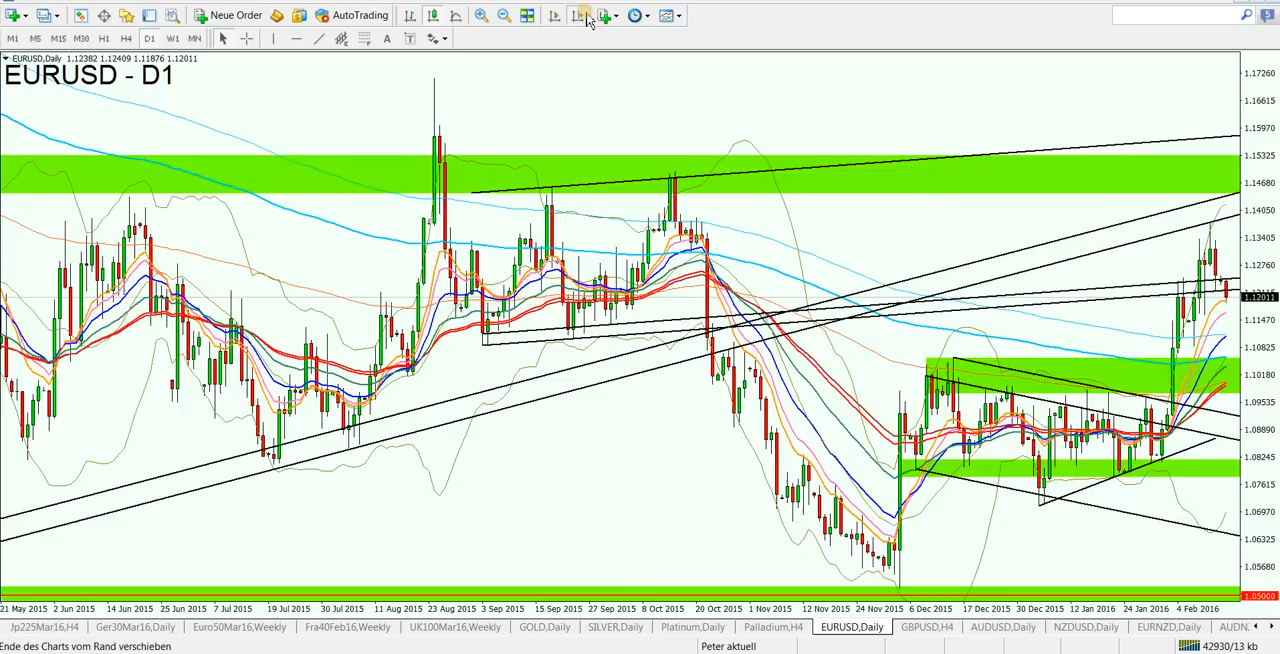 Neue Order AutoTrading 5
M1 M5 M15 M30 H1 H4 D1 W1 MN A T
EURUSD,Daily 1.12382 1.12409 1.11876 1.12011
EURUSD - D1
1.17260
1.16615
1.15970
1.15325
1.14680
1.14050
1.13405
1.12760
1.12011
1.11470
1.10825
1.10180
1.09535
1.08890
1.08245
1.07615
1.06970
1.06325
1.05680
1.05000
21 May 2015 2 Jun 2015 14 Jun 2015 25 Jun 2015 7 Jul 2015 19 Jul 2015 30 Jul 2015 11 Aug 2015 23 Aug 2015 3 Sep 2015 15 Sep 2015 27 Sep 2015 8 Oct 2015 20 Oct 2015 1 Nov 2015 12 Nov 2015 24 Nov 2015 6 Dec 2015 17 Dec 2015 30 Dec 2015 12 Jan 2016 24 Jan 2016 4 Feb 2016
Jp225Mar16,H4 Ger30Mar16,Daily Euro50Mar16,Weekly Fra40Feb16,Weekly UK100Mar16,Weekly GOLD,Daily SILVER,Daily Platinum,Daily Palladium,H4 EURUSD,Daily GBPUSD,H4 AUDUSD,Daily NZDUSD,Daily EURNZD,Daily AUDN
Ende des Charts vom Rand verschieben Peter aktuell 42930/13 kb